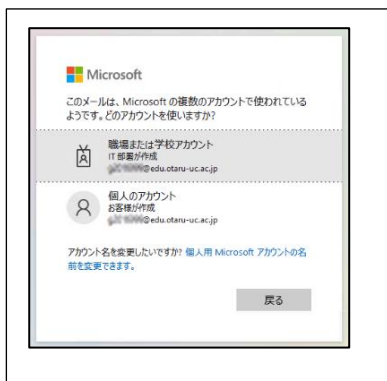 Microsoft
このメールは、Microsoft の複数のアカウントで使われている
ようです。どのアカウントを使いますか?
職場または学校アカウント
IT 部署が作成
@edu.otaru-uc.ac.jp
個人のアカウント
お客様が作成
@edu.otaru-uc.ac.jp
アカウント名を変更したいですか? 個人用 Microsoft アカウントの名
前を変更できます。
戻る